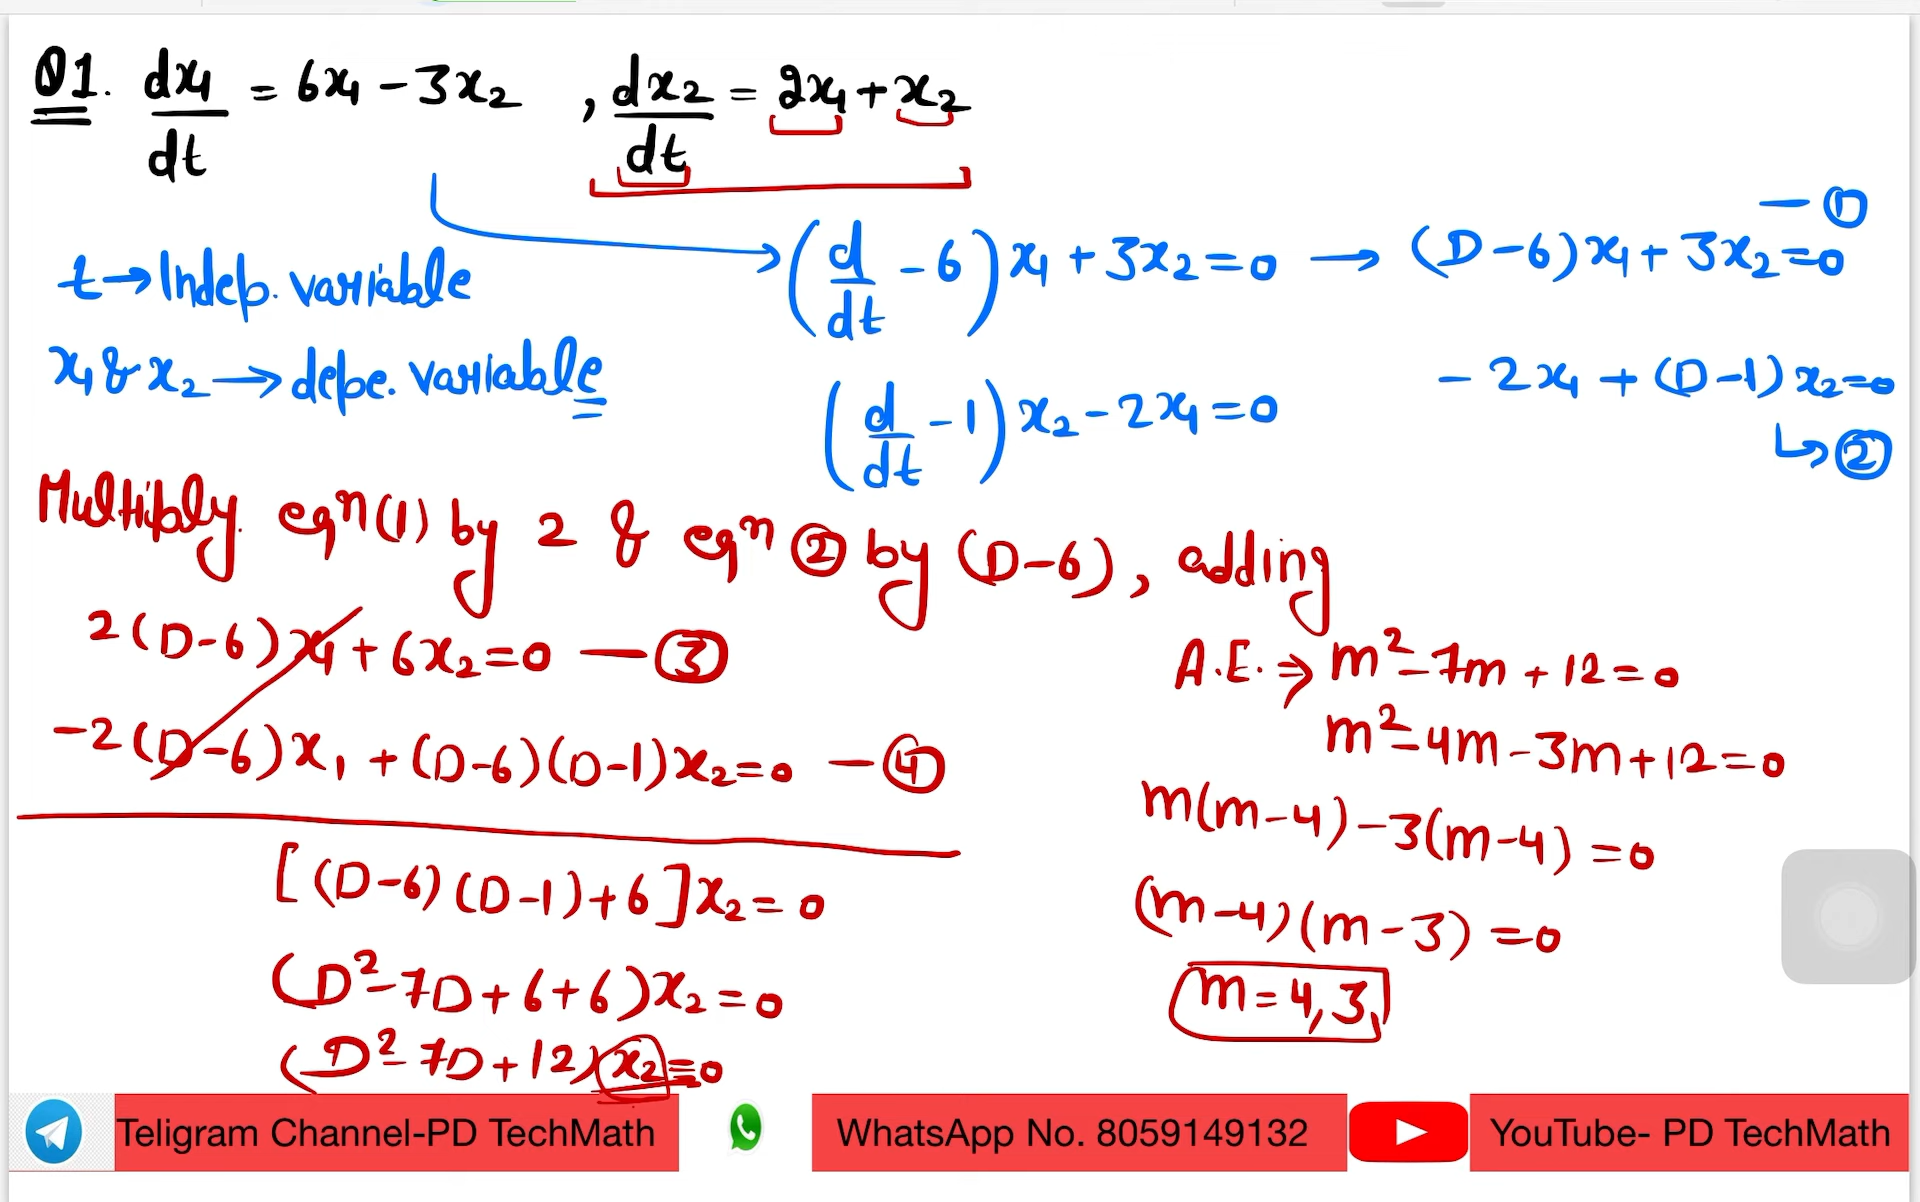 Q1. dx₁/dt = 6x₁ - 3x₂ , dx₂/dt = 2x₁ + x₂
t → Indep. variable
x₁ & x₂ → depe. variable
(d/dt - 6) x₁ + 3x₂ = 0 → (D-6)x₁ + 3x₂ = 0 — ①
(d/dt - 1) x₂ - 2x₁ = 0
- 2x₁ + (D-1) x₂ = 0
↳ ②
Multiply eqⁿ (1) by 2 & eqⁿ ② by (D-6), adding
2(D-6)x₁ + 6x₂ = 0 — ③
-2(D-6)x₁ + (D-6)(D-1)x₂ = 0 — ④
[(D-6)(D-1)+6]x₂ = 0
(D² - 7D + 6 + 6)x₂ = 0
(D² - 7D + 12)x₂ = 0
A.E. ⇒ m² - 7m + 12 = 0
m² - 4m - 3m + 12 = 0
m(m-4) - 3(m-4) = 0
(m-4)(m-3) = 0
m = 4, 3
Teligram Channel-PD TechMath
WhatsApp No. 8059149132
YouTube- PD TechMath